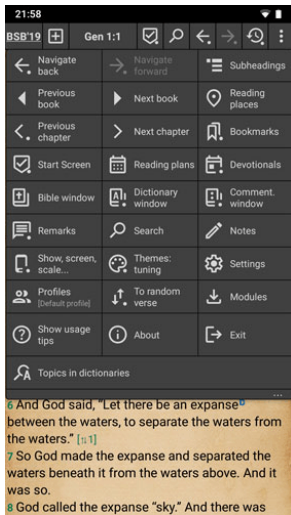 21:58
BSB'19 Gen 1:1
Navigate back
Navigate forward
Subheadings
Previous book
Next book
Reading places
Previous chapter
Next chapter
Bookmarks
Start Screen
Reading plans
Devotionals
Bible window
Dictionary window
Comment. window
Remarks
Search
Notes
Show, screen, scale...
Themes: tuning
Settings
Profiles
[Default profile]
To random verse
Modules
Show usage tips
About
Exit
Topics in dictionaries
...
6 And God said, “Let there be an expanse
between the waters, to separate the waters from
the waters.” [n1]
7 So God made the expanse and separated the
waters beneath it from the waters above. And it
was so.
8 God called the expanse “sky.” And there was